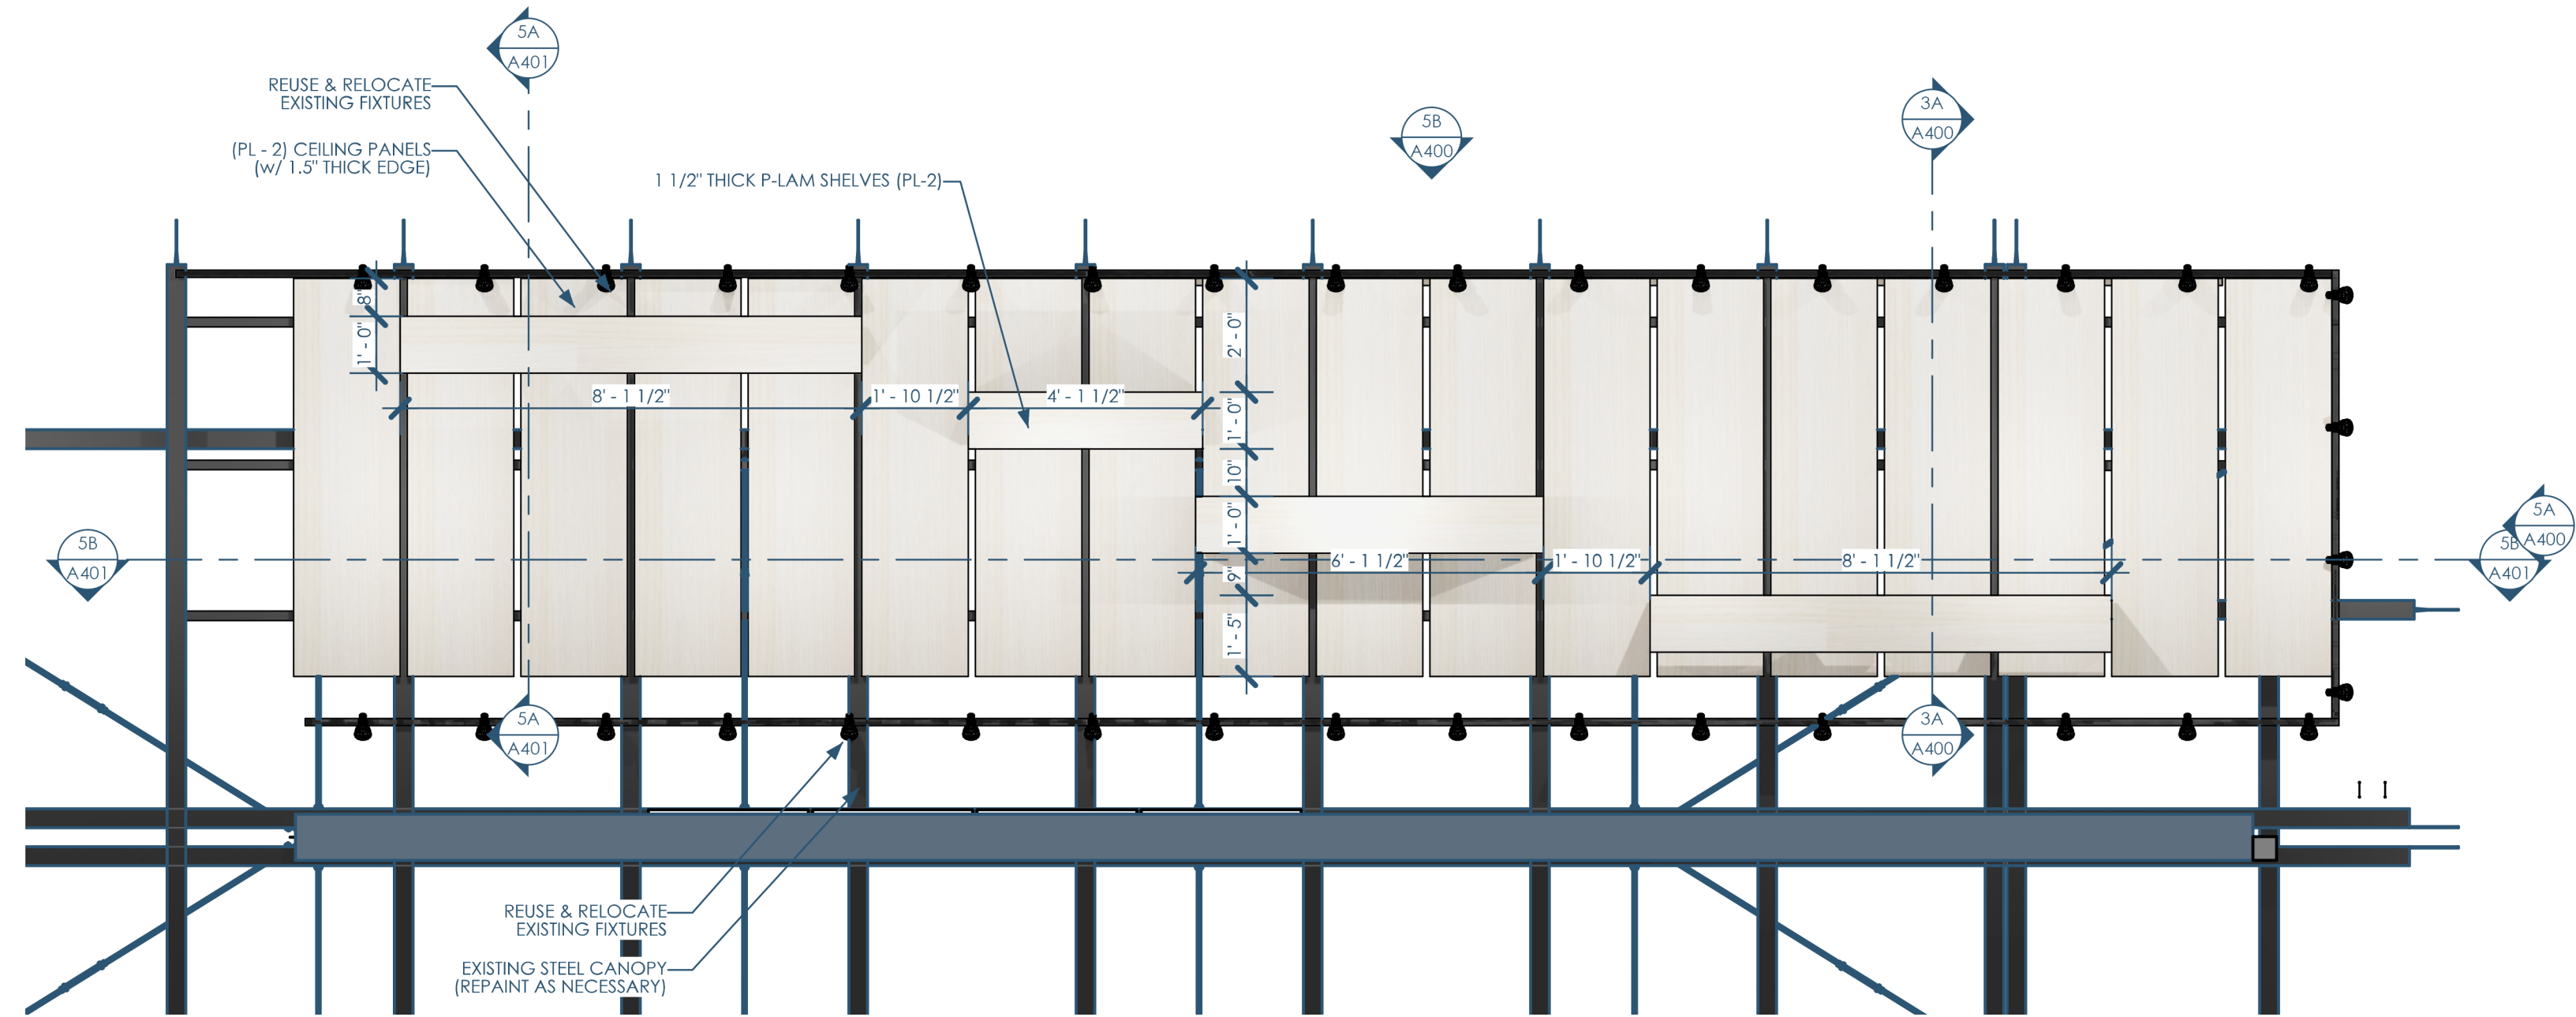 5A
A401
REUSE & RELOCATE
EXISTING FIXTURES
3A
A400
5B
A400
(PL - 2) CEILING PANELS
(w/ 1.5" THICK EDGE)
1 1/2" THICK P-LAM SHELVES (PL-2)
8"
1' - 0"
2' - 0"
8' - 1 1/2"
1' - 10 1/2"
4' - 1 1/2"
1' - 0"
10"
1' - 0"
5B
A401
6' - 1 1/2"
1' - 10 1/2"
8' - 1 1/2"
5A
A400
5B
A401
9"
1' - 5"
5A
A401
3A
A400
REUSE & RELOCATE
EXISTING FIXTURES
EXISTING STEEL CANOPY
(REPAINT AS NECESSARY)